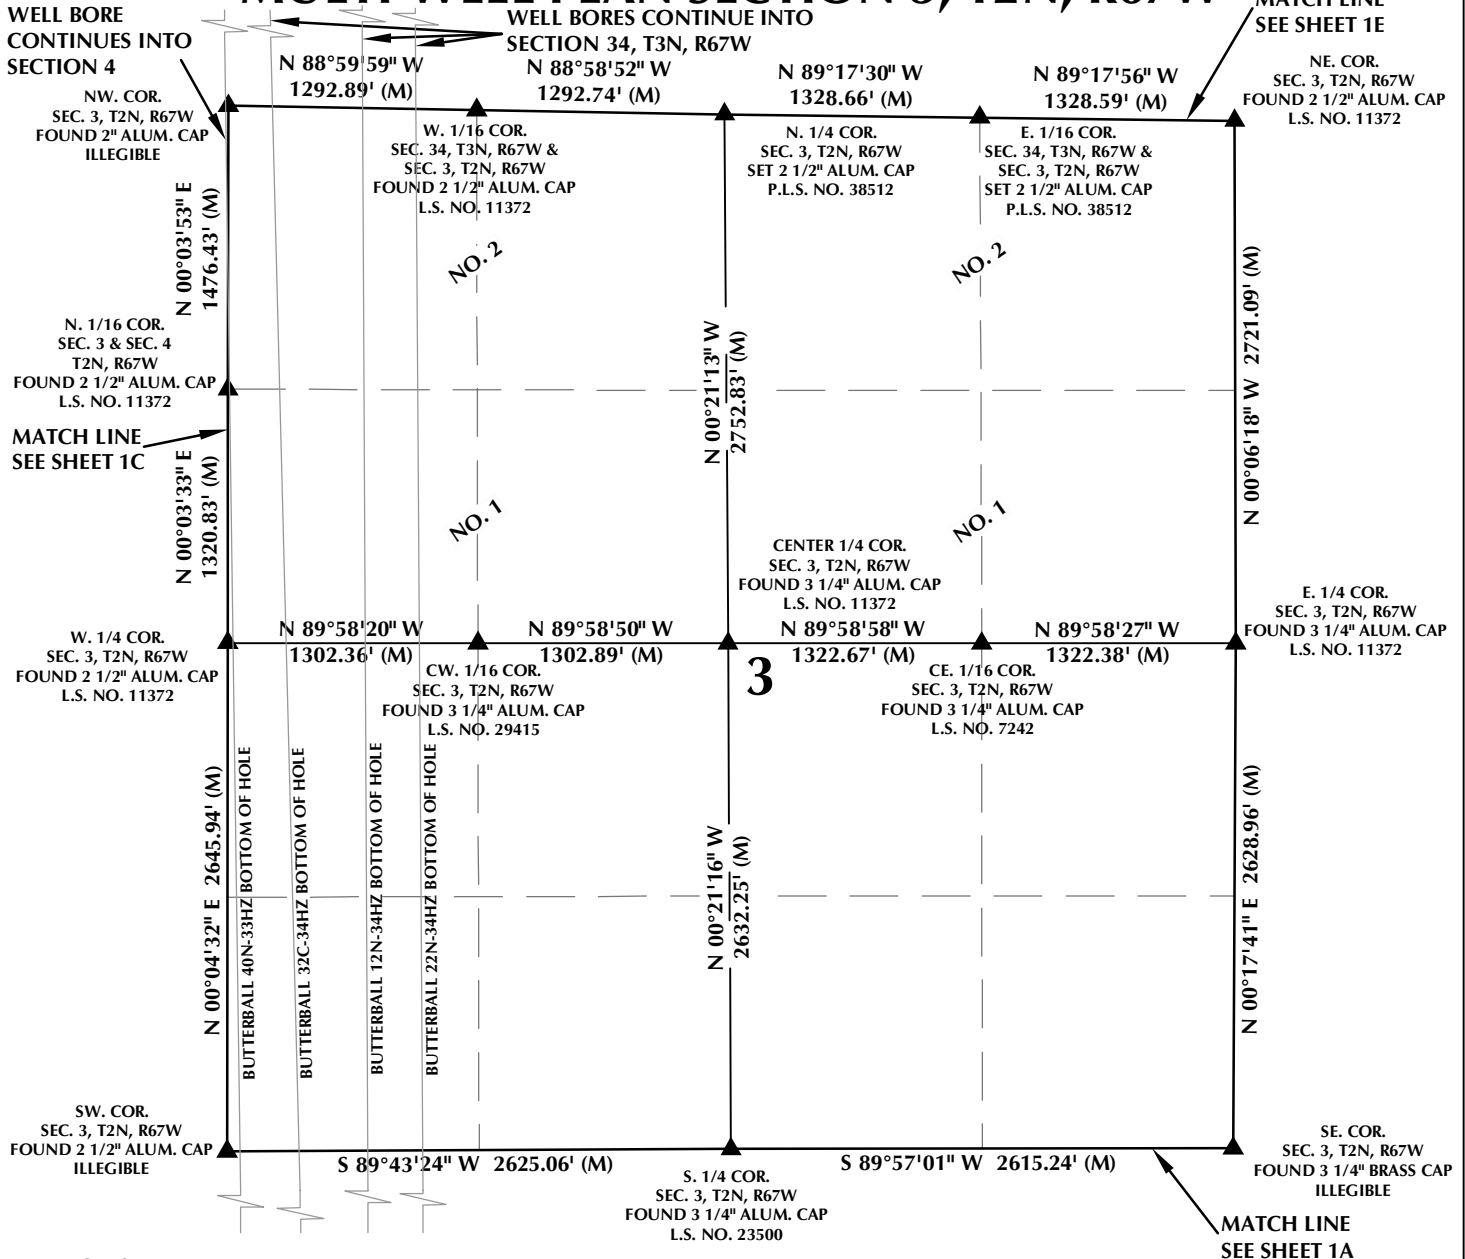 MULTI-WELL PLAN SECTION 3, T2N, R67W
WELL BORE
CONTINUES INTO
SECTION 4
WELL BORES CONTINUE INTO
SECTION 34, T3N, R67W
MATCH LINE
SEE SHEET 1E
N 88°59'59" W
1292.89' (M)
N 88°58'52" W
1292.74' (M)
N 89°17'30" W
1328.66' (M)
N 89°17'56" W
1328.59' (M)
NE. COR.
SEC. 3, T2N, R67W
FOUND 2 1/2" ALUM. CAP
L.S. NO. 11372
NW. COR.
SEC. 3, T2N, R67W
FOUND 2" ALUM. CAP
ILLEGIBLE
W. 1/16 COR.
SEC. 34, T3N, R67W &
SEC. 3, T2N, R67W
FOUND 2 1/2" ALUM. CAP
L.S. NO. 11372
N. 1/4 COR.
SEC. 3, T2N, R67W
SET 2 1/2" ALUM. CAP
P.L.S. NO. 38512
E. 1/16 COR.
SEC. 34, T3N, R67W &
SEC. 3, T2N, R67W
SET 2 1/2" ALUM. CAP
P.L.S. NO. 38512
N 00°03'53" E
1476.43' (M)
NO. 2
NO. 2
N 00°21'13" W
2752.83' (M)
N 00°06'18" W 2721.09' (M)
N. 1/16 COR.
SEC. 3 & SEC. 4
T2N, R67W
FOUND 2 1/2" ALUM. CAP
L.S. NO. 11372
MATCH LINE
SEE SHEET 1C
N 00°03'33" E
1320.83' (M)
NO. 1
NO. 1
CENTER 1/4 COR.
SEC. 3, T2N, R67W
FOUND 3 1/4" ALUM. CAP
L.S. NO. 11372
E. 1/4 COR.
SEC. 3, T2N, R67W
FOUND 3 1/4" ALUM. CAP
L.S. NO. 11372
W. 1/4 COR.
SEC. 3, T2N, R67W
FOUND 2 1/2" ALUM. CAP
L.S. NO. 11372
N 89°58'20" W
1302.36' (M)
N 89°58'50" W
1302.89' (M)
N 89°58'58" W
1322.67' (M)
N 89°58'27" W
1322.38' (M)
3
CW. 1/16 COR.
SEC. 3, T2N, R67W
FOUND 3 1/4" ALUM. CAP
L.S. NO. 29415
CE. 1/16 COR.
SEC. 3, T2N, R67W
FOUND 3 1/4" ALUM. CAP
L.S. NO. 7242
N 00°04'32" E 2645.94' (M)
BUTTERBALL 40N-33HZ BOTTOM OF HOLE
BUTTERBALL 32C-34HZ BOTTOM OF HOLE
BUTTERBALL 12N-34HZ BOTTOM OF HOLE
BUTTERBALL 22N-34HZ BOTTOM OF HOLE
N 00°21'16" W
2632.25' (M)
N 00°17'41" E 2628.96' (M)
SW. COR.
SEC. 3, T2N, R67W
FOUND 2 1/2" ALUM. CAP
ILLEGIBLE
S 89°43'24" W 2625.06' (M)
S. 1/4 COR.
SEC. 3, T2N, R67W
FOUND 3 1/4" ALUM. CAP
L.S. NO. 23500
S 89°57'01" W 2615.24' (M)
SE. COR.
SEC. 3, T2N, R67W
FOUND 3 1/4" BRASS CAP
ILLEGIBLE
MATCH LINE
SEE SHEET 1A